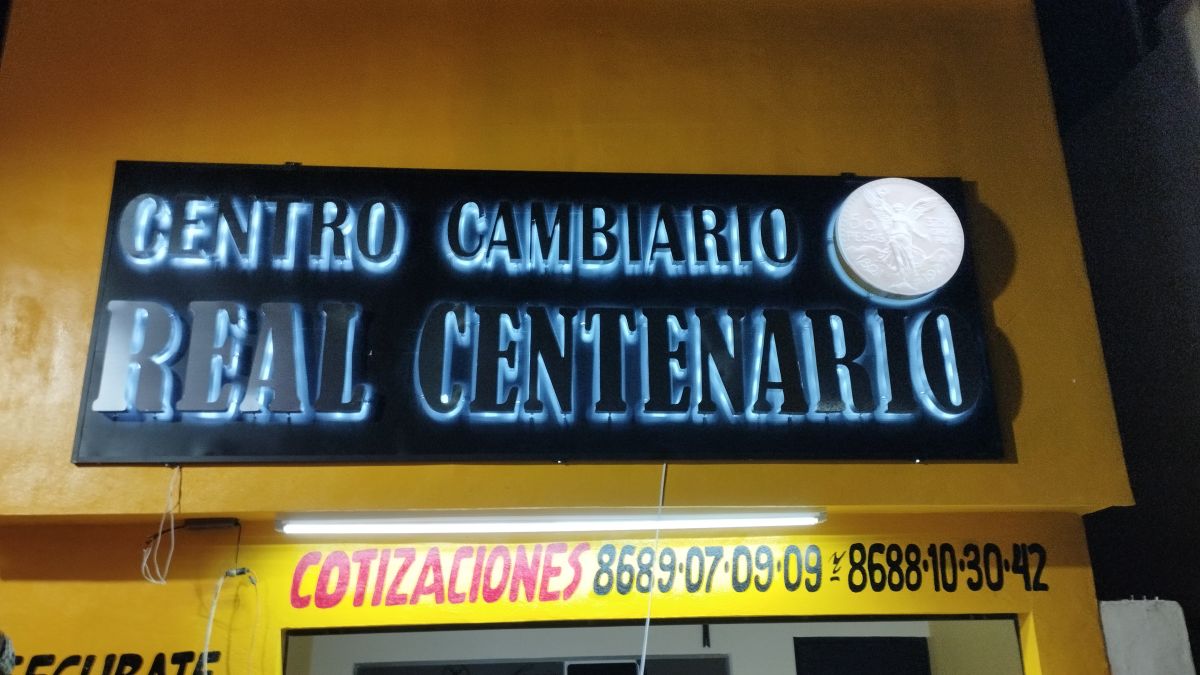 CENTRO CAMBIARIO
REAL CENTENARIO
COTIZACIONES 8689·07·09·09 Y 8688·10·30·42